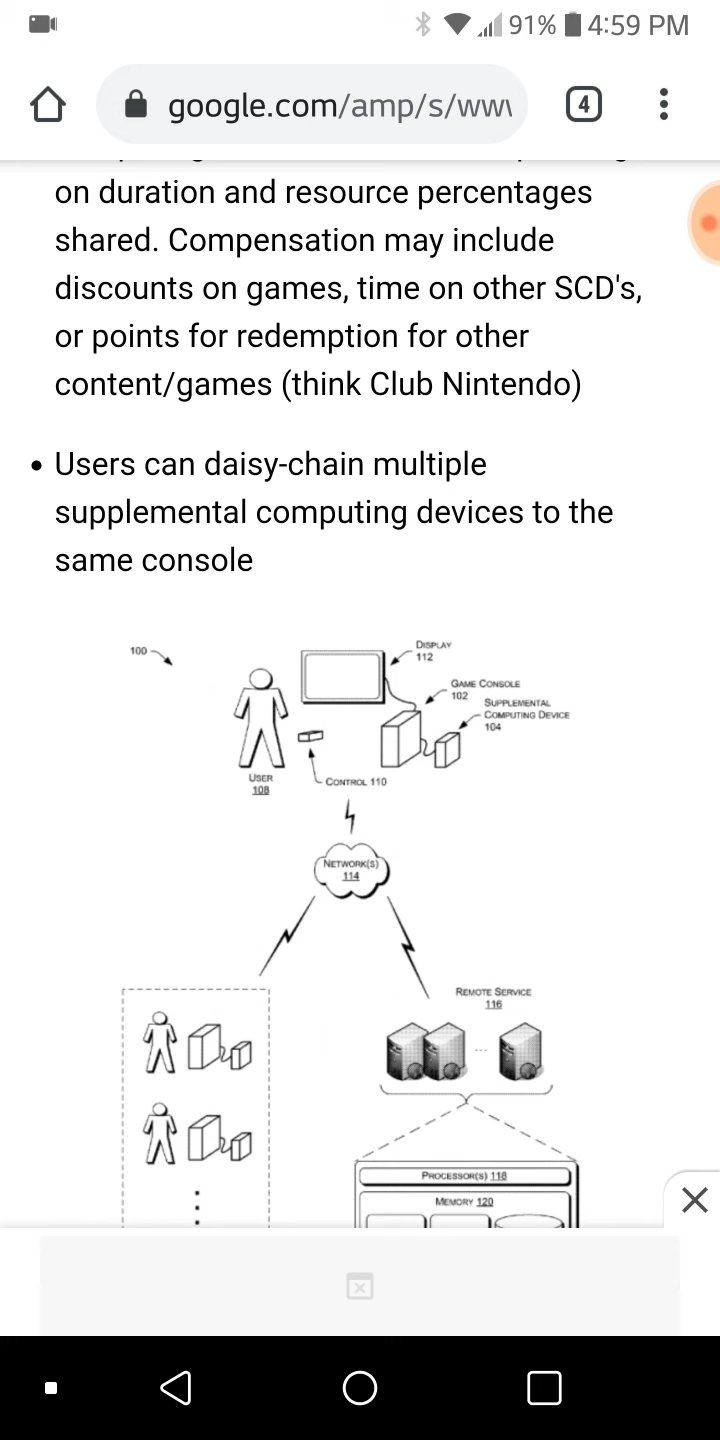 91% 4:59 PM
google.com/amp/s/www
4
on duration and resource percentages
shared. Compensation may include
discounts on games, time on other SCD's,
or points for redemption for other
content/games (think Club Nintendo)
• Users can daisy-chain multiple
supplemental computing devices to the
same console
100
DISPLAY
112
GAME CONSOLE
102
SUPPLEMENTAL
COMPUTING DEVICE
104
USER
108
CONTROL 110
NETWORK(S)
114
REMOTE SERVICE
116
...
PROCESSOR(S) 118
MEMORY 120